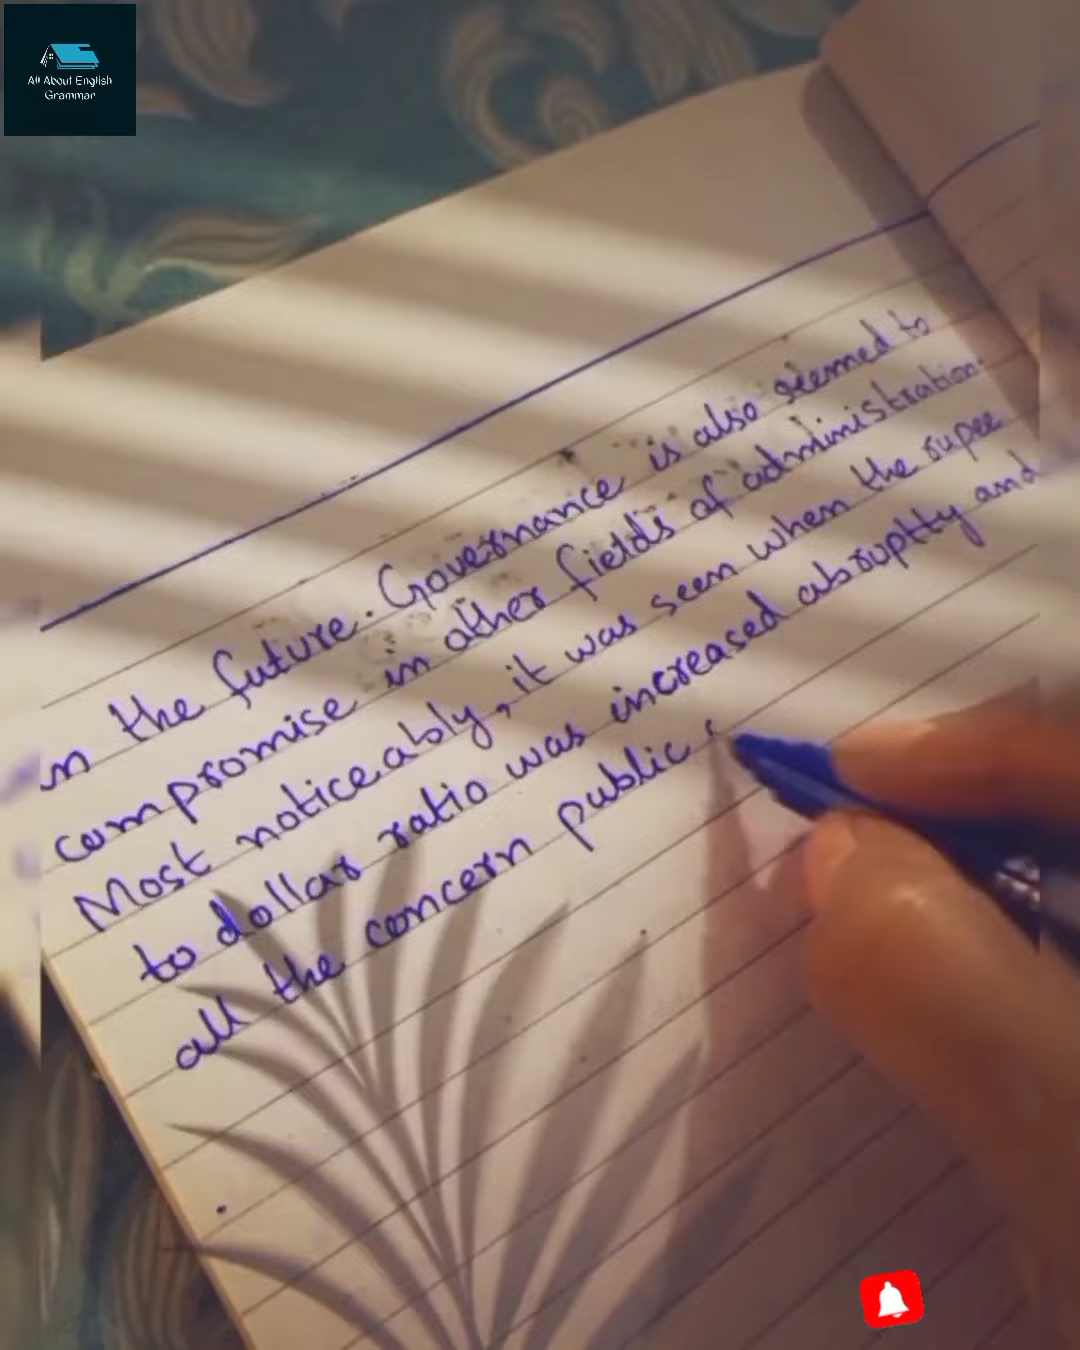 All About English
Grammar
in the future. Governance is also seemed to
compromise in other fields of administration.
Most noticeably, it was seen when the rupee
to dollar ratio was increased abruptly and
all the concern public